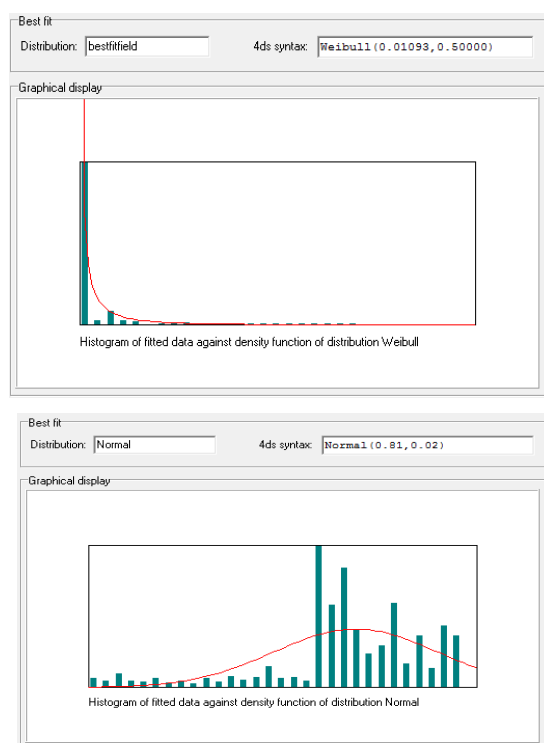 Best fit
Distribution: bestfitfield 4ds syntax: Weibull(0.01093,0.50000)
Graphical display
Histogram of fitted data against density function of distribution Weibull
Best fit
Distribution: Normal 4ds syntax: Normal(0.81,0.02)
Graphical display
Histogram of fitted data against density function of distribution Normal